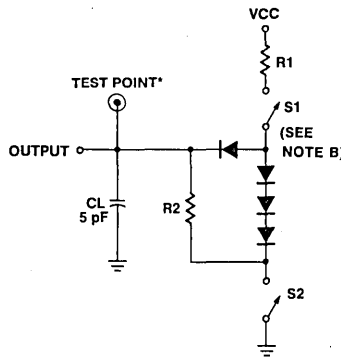 VCC
R1
TEST POINT*
S1
(SEE
NOTE B)
OUTPUT
CL
5 pF
R2
S2